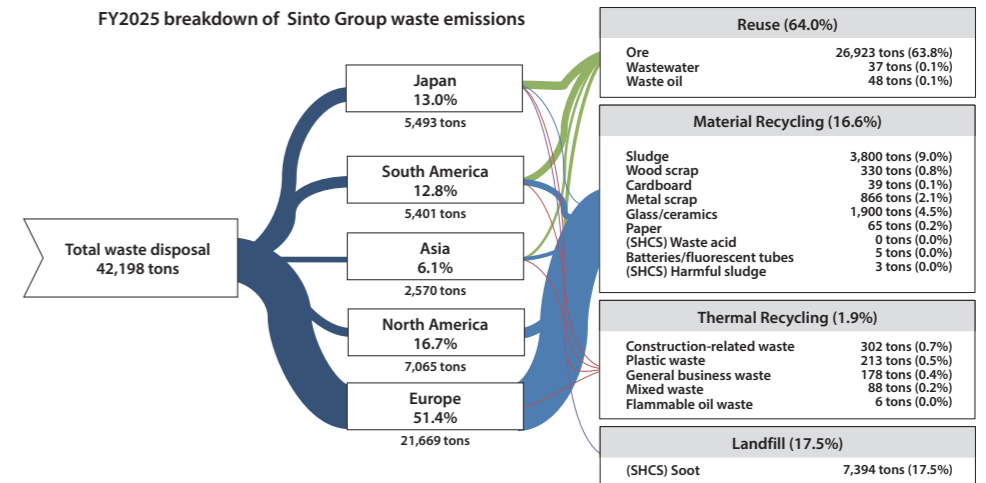 FY2025 breakdown of Sinto Group waste emissions
Total waste disposal
42,198 tons
Japan
13.0%
5,493 tons
South America
12.8%
5,401 tons
Asia
6.1%
2,570 tons
North America
16.7%
7,065 tons
Europe
51.4%
21,669 tons
Reuse (64.0%)
Ore 26,923 tons (63.8%)
Wastewater 37 tons (0.1%)
Waste oil 48 tons (0.1%)
Material Recycling (16.6%)
Sludge 3,800 tons (9.0%)
Wood scrap 330 tons (0.8%)
Cardboard 39 tons (0.1%)
Metal scrap 866 tons (2.1%)
Glass/ceramics 1,900 tons (4.5%)
Paper 65 tons (0.2%)
(SHCS) Waste acid 0 tons (0.0%)
Batteries/fluorescent tubes 5 tons (0.0%)
(SHCS) Harmful sludge 3 tons (0.0%)
Thermal Recycling (1.9%)
Construction-related waste 302 tons (0.7%)
Plastic waste 213 tons (0.5%)
General business waste 178 tons (0.4%)
Mixed waste 88 tons (0.2%)
Flammable oil waste 6 tons (0.0%)
Landfill (17.5%)
(SHCS) Soot 7,394 tons (17.5%)